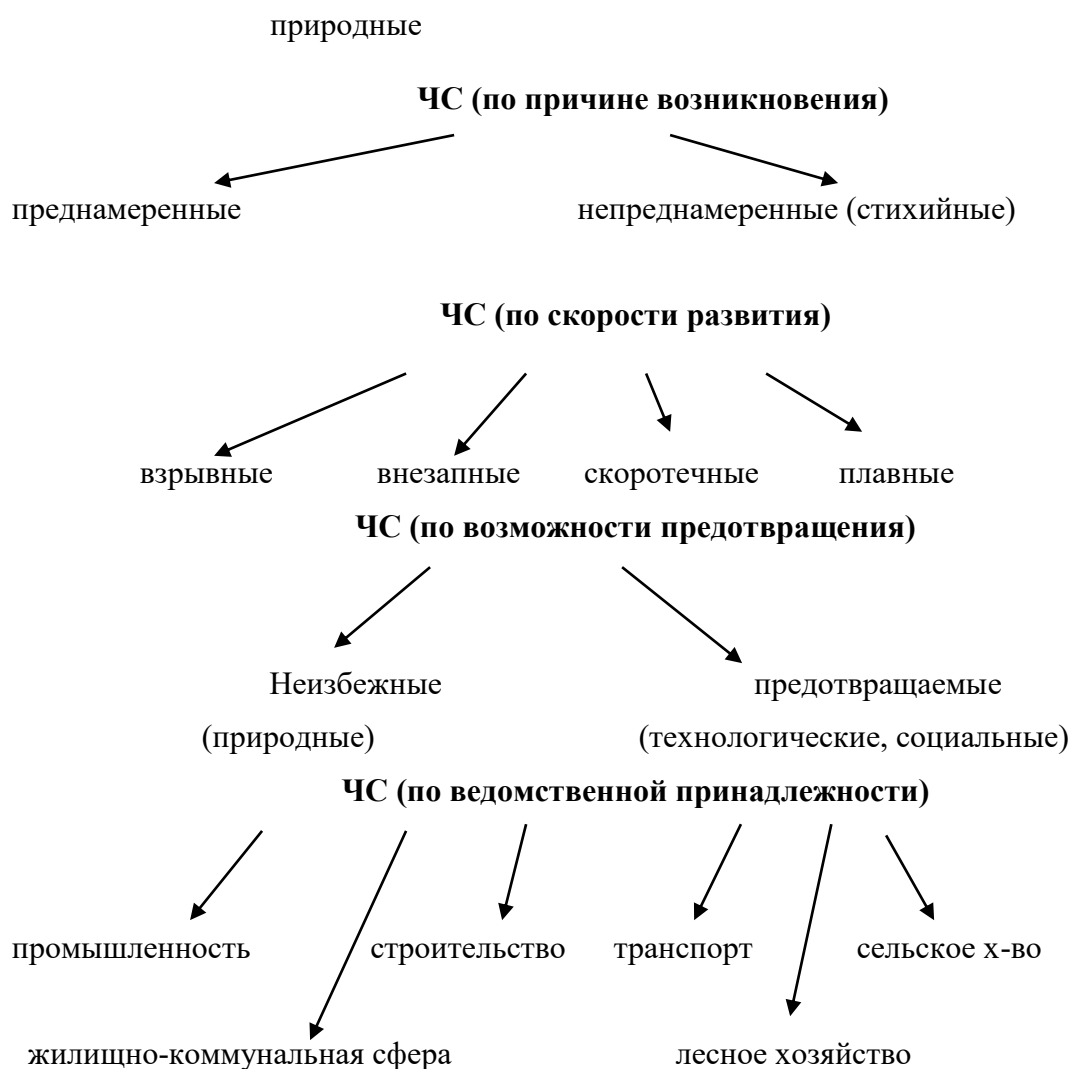 природные
ЧС (по причине возникновения)
преднамеренные непреднамеренные (стихийные)
ЧС (по скорости развития)
взрывные внезапные скоротечные плавные
ЧС (по возможности предотвращения)
Неизбежные предотвращаемые
(природные) (технологические, социальные)
ЧС (по ведомственной принадлежности)
промышленность строительство транспорт сельское х-во
жилищно-коммунальная сфера лесное хозяйство